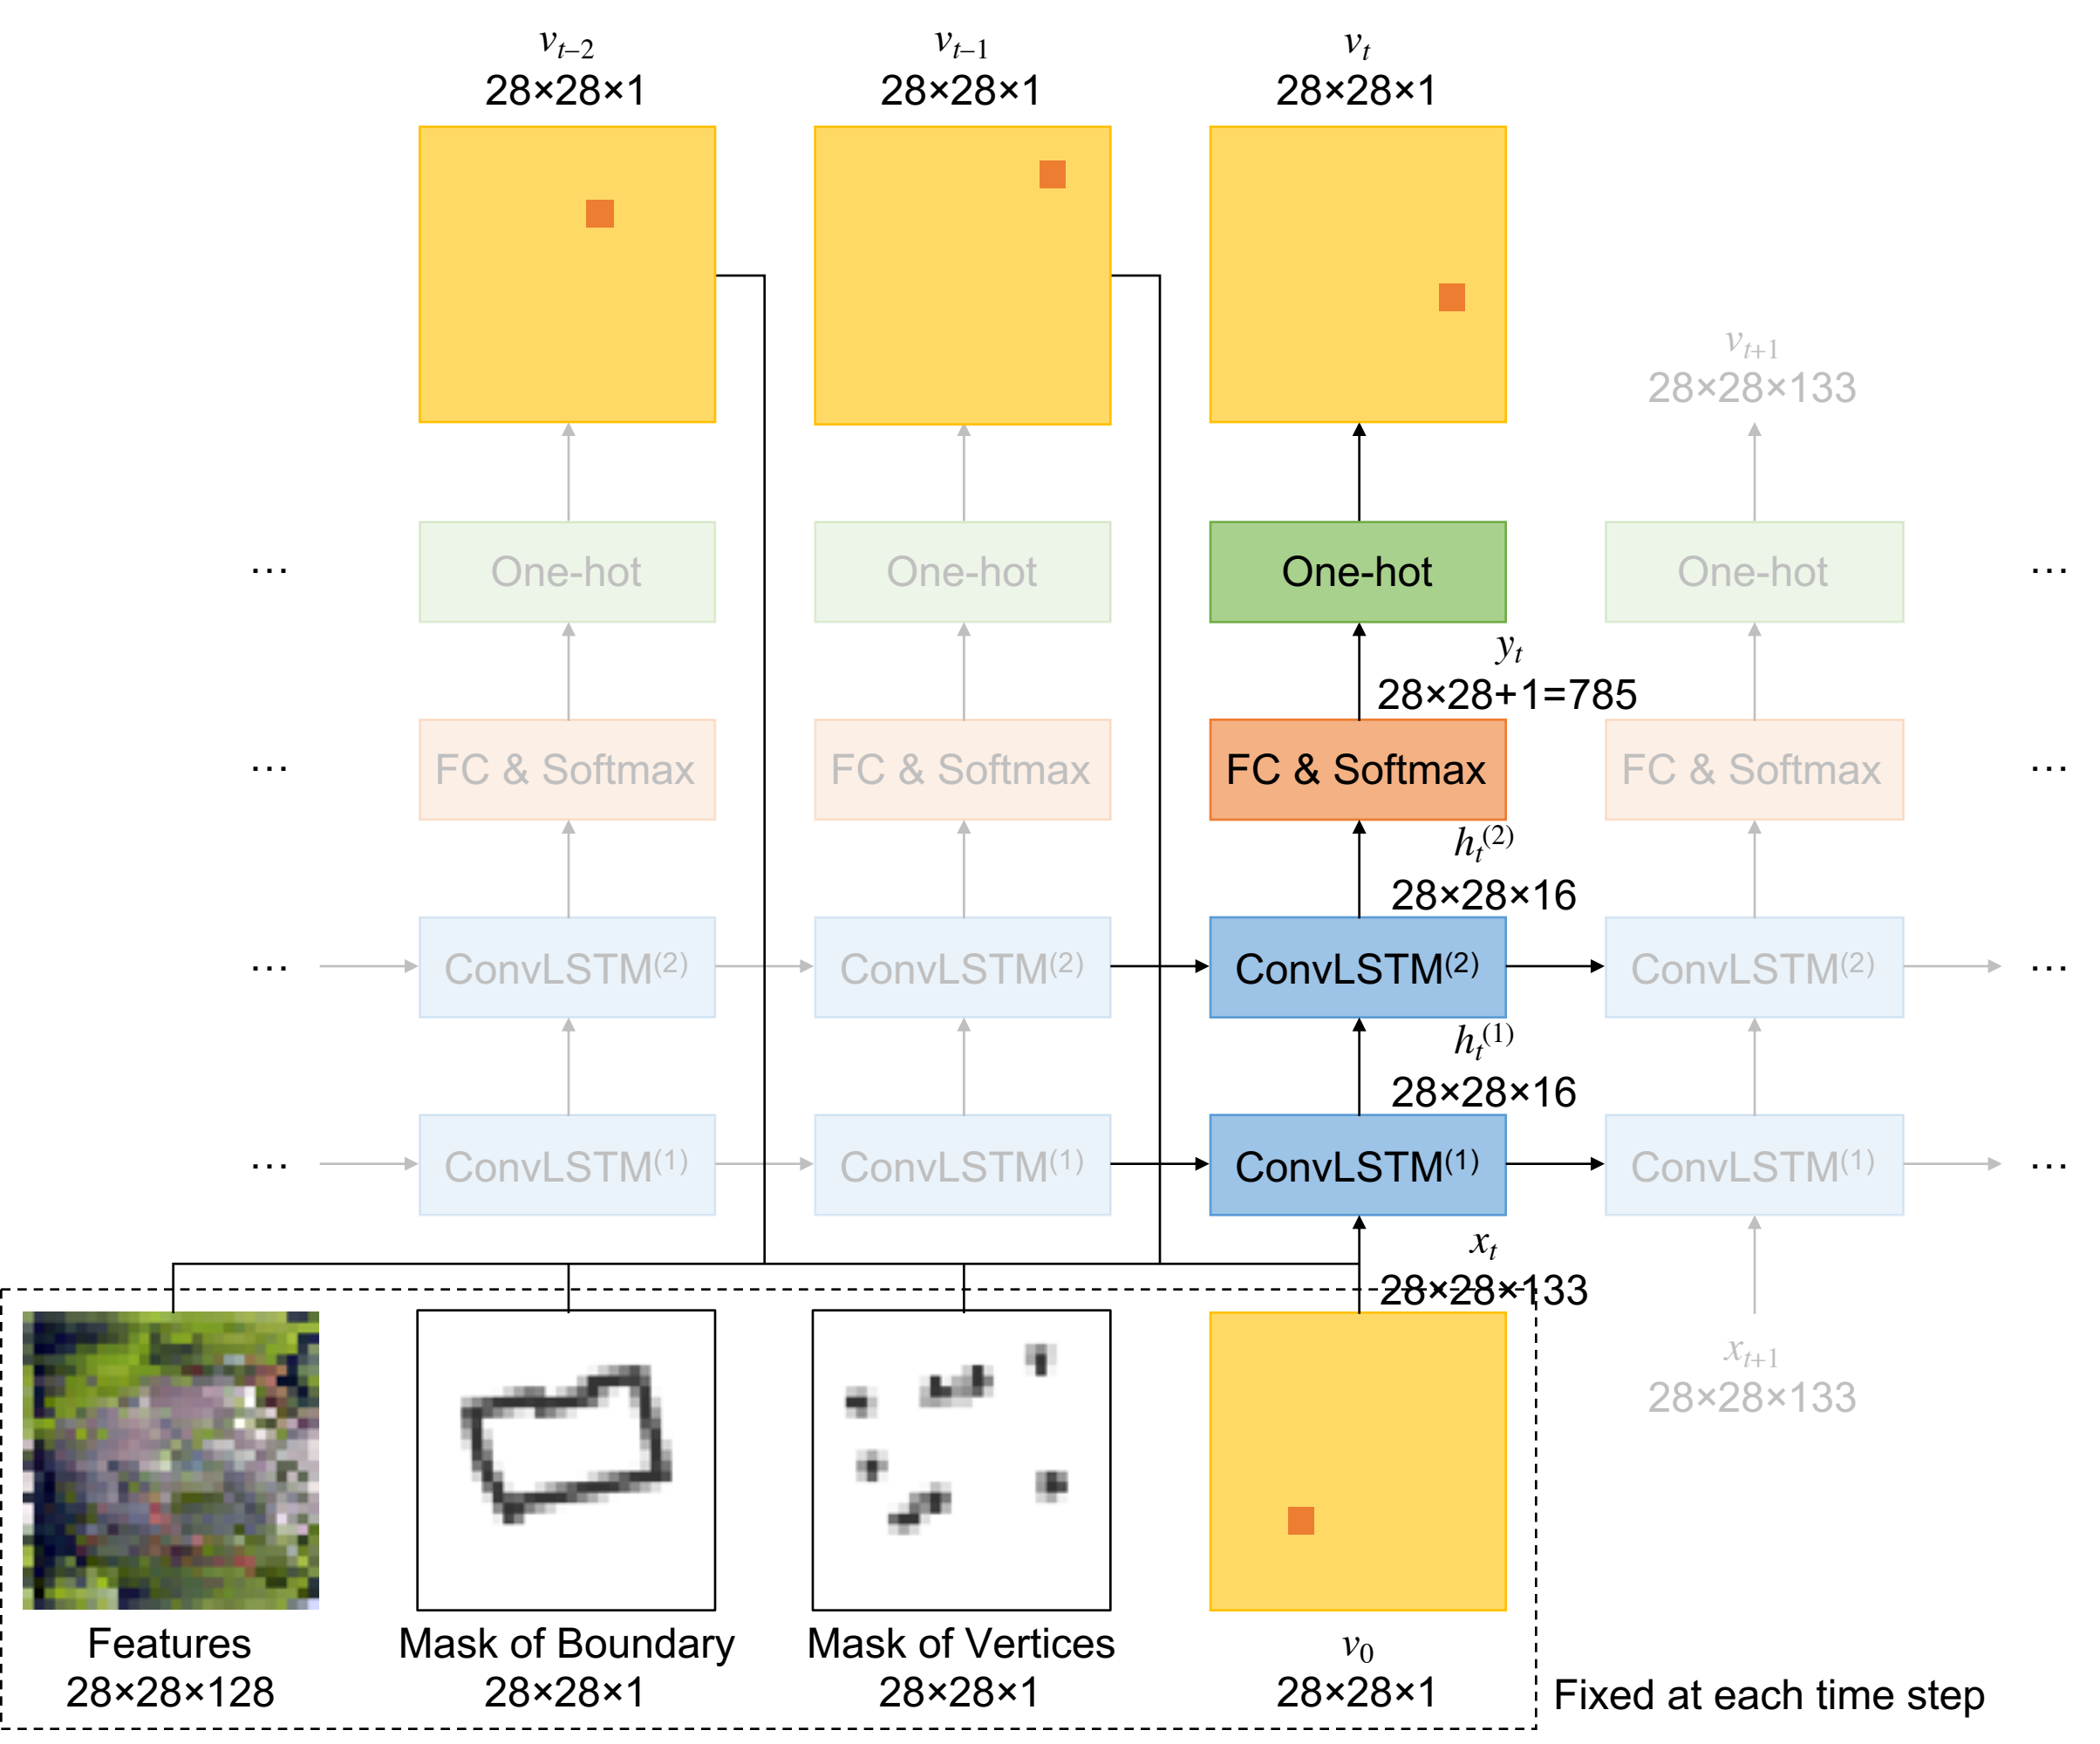 v_{t−2}
28×28×1
v_{t−1}
28×28×1
v_t
28×28×1
v_{t+1}
28×28×133
… One-hot One-hot One-hot One-hot …
y_t
28×28+1=785
… FC & Softmax FC & Softmax FC & Softmax FC & Softmax …
h_t^{(2)}
28×28×16
… ConvLSTM^{(2)} ConvLSTM^{(2)} ConvLSTM^{(2)} ConvLSTM^{(2)} …
h_t^{(1)}
28×28×16
… ConvLSTM^{(1)} ConvLSTM^{(1)} ConvLSTM^{(1)} ConvLSTM^{(1)} …
x_t
28×28×133
x_{t+1}
28×28×133
Features
28×28×128
Mask of Boundary
28×28×1
Mask of Vertices
28×28×1
v_0
28×28×1
Fixed at each time step